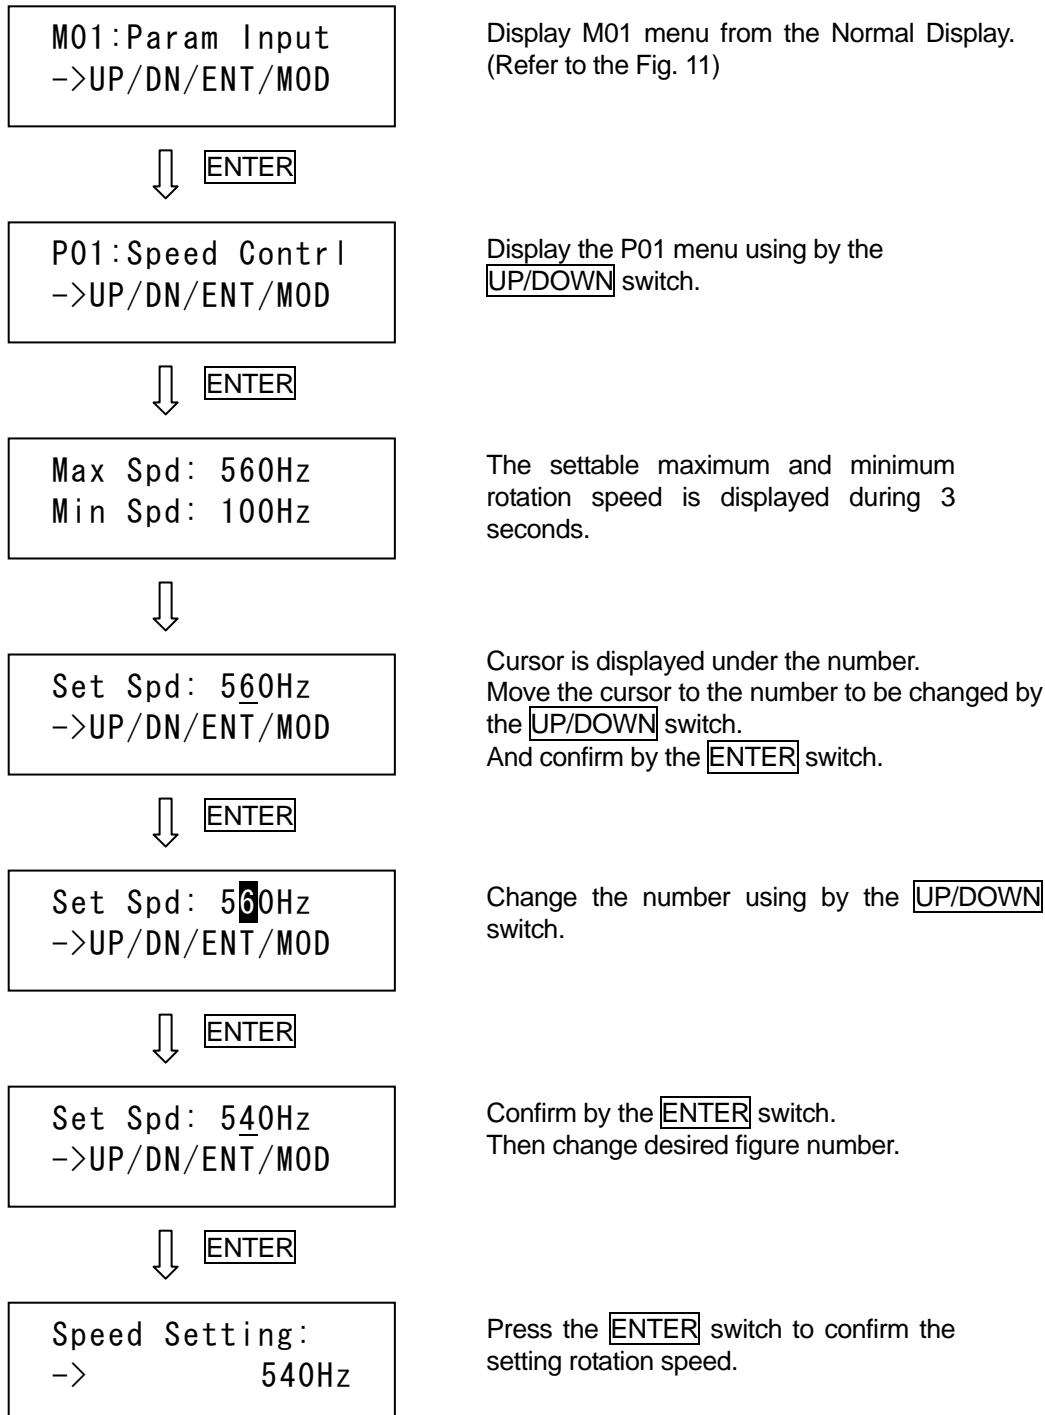 M01:Param Input
->UP/DN/ENT/MOD
Display M01 menu from the Normal Display.
(Refer to the Fig. 11)
ENTER
P01:Speed Contrl
->UP/DN/ENT/MOD
Display the P01 menu using by the
UP/DOWN switch.
ENTER
Max Spd: 560Hz
Min Spd: 100Hz
The settable maximum and minimum
rotation speed is displayed during 3
seconds.
Set Spd: 560Hz
->UP/DN/ENT/MOD
Cursor is displayed under the number.
Move the cursor to the number to be changed by
the UP/DOWN switch.
And confirm by the ENTER switch.
ENTER
Set Spd: 560Hz
->UP/DN/ENT/MOD
Change the number using by the UP/DOWN
switch.
ENTER
Set Spd: 540Hz
->UP/DN/ENT/MOD
Confirm by the ENTER switch.
Then change desired figure number.
ENTER
Speed Setting:
-> 540Hz
Press the ENTER switch to confirm the
setting rotation speed.